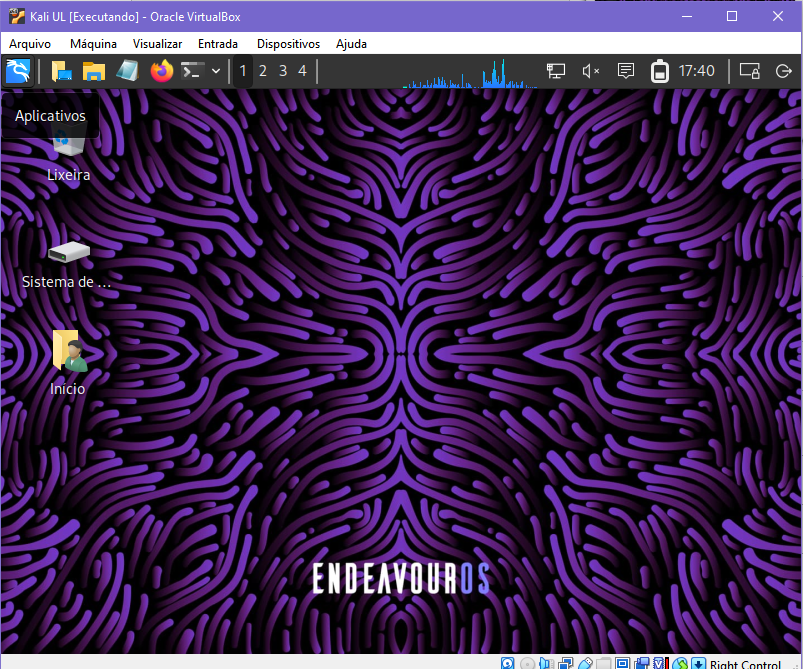 Kali UL [Executando] - Oracle VirtualBox
Arquivo Máquina Visualizar Entrada Dispositivos Ajuda
1 2 3 4 17:40
Aplicativos
Lixeira
Sistema de ...
Início
ENDEAVOUROS
Right Control